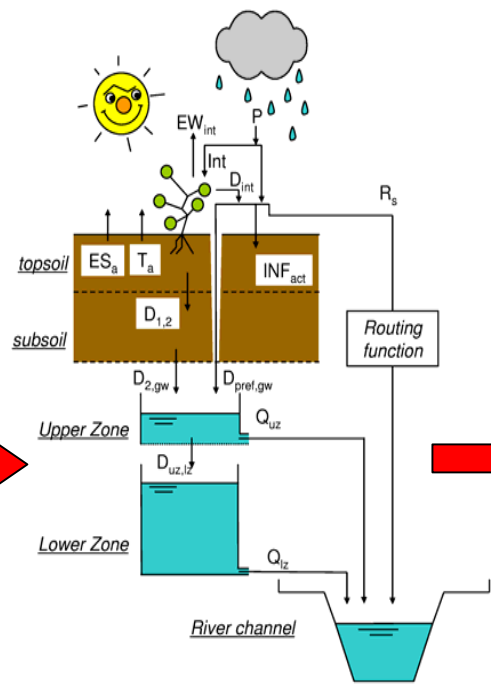 P
EW_int
Int
D_int
R_s
ES_a
T_a
INF_act
topsoil
D_1,2
subsoil
Routing
function
D_2,gw
D_pref,gw
Upper Zone
Q_uz
D_uz,lz
Lower Zone
Q_lz
River channel